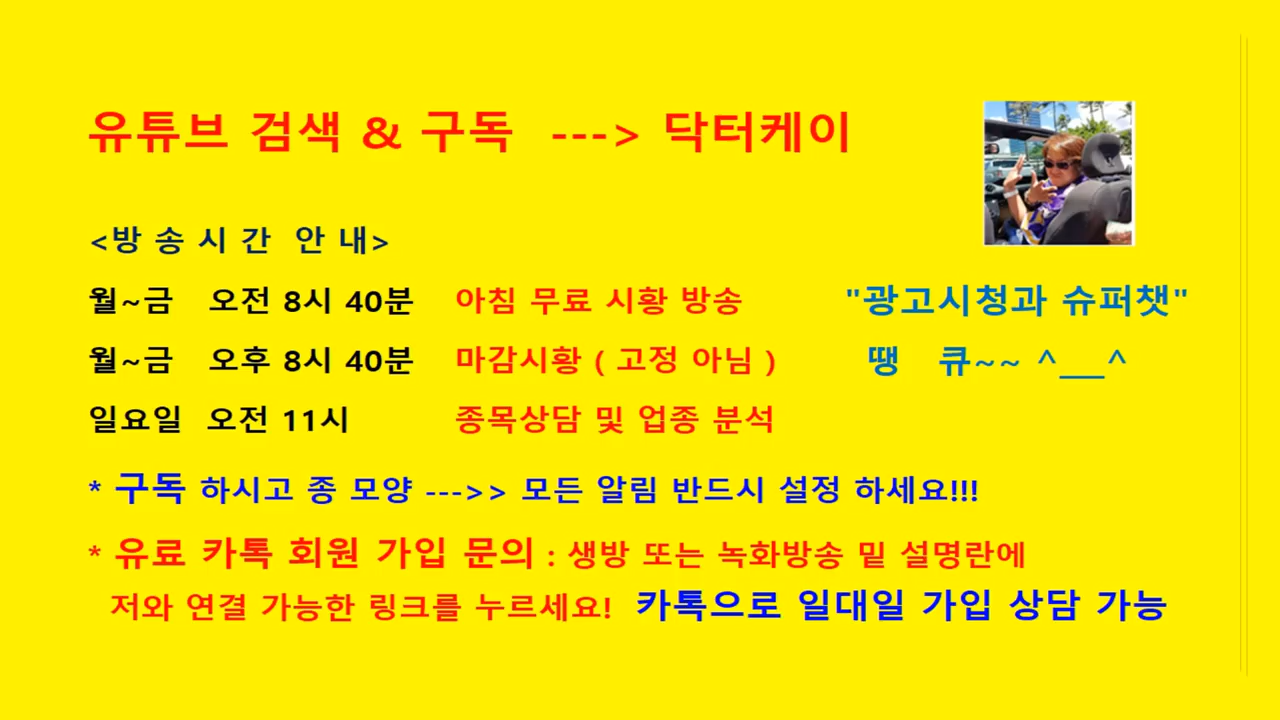 유튜브 검색 & 구독 ---> 닥터케이
<방 송 시 간 안 내>
월~금 오전 8시 40분 아침 무료 시황 방송 "광고시청과 슈퍼챗"
월~금 오후 8시 40분 마감시황 ( 고정 아님 ) 땡 큐~~ ^__^
일요일 오전 11시 종목상담 및 업종 분석
* 구독 하시고 종 모양 --->> 모든 알림 반드시 설정 하세요!!!
* 유료 카톡 회원 가입 문의 : 생방 또는 녹화방송 밑 설명란에
저와 연결 가능한 링크를 누르세요! 카톡으로 일대일 가입 상담 가능